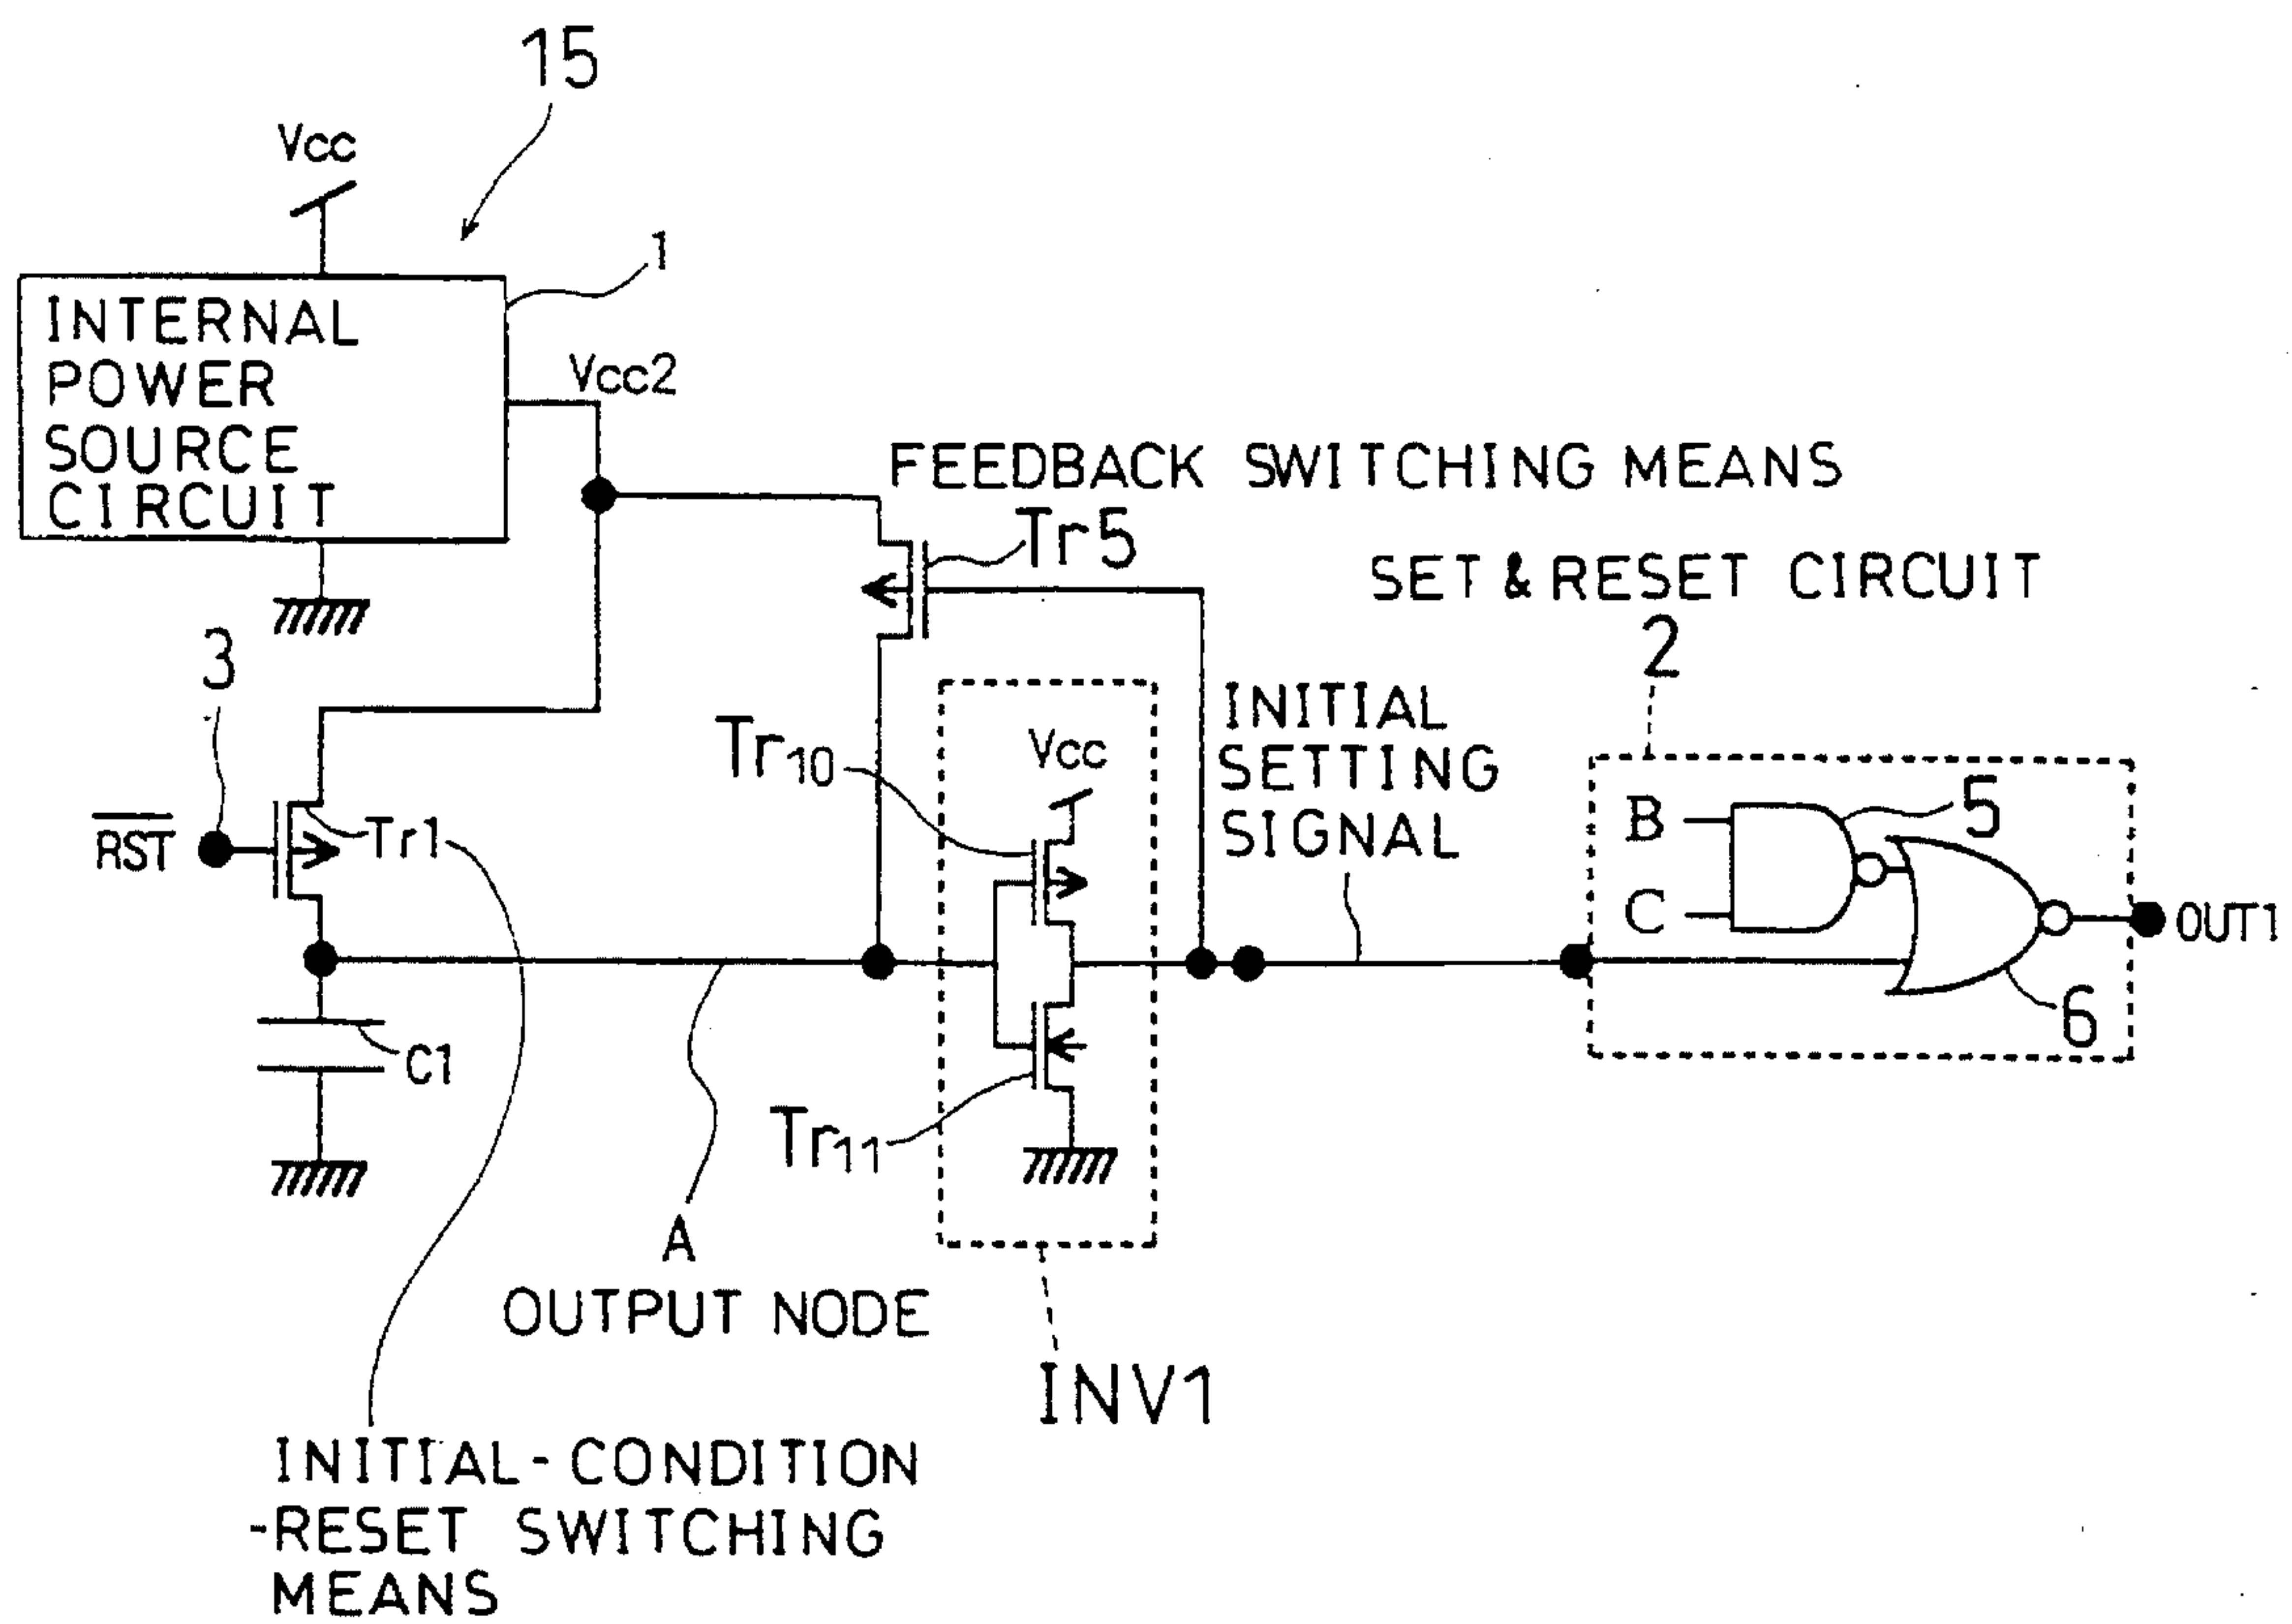 15
Vcc
1
INTERNAL
POWER
SOURCE
CIRCUIT
Vcc2
FEEDBACK SWITCHING MEANS
Tr5
SET & RESET CIRCUIT
2
3
INITIAL
SETTING
SIGNAL
Tr10
Vcc
RST
Tr1
B
C
5
OUT1
6
C1
Tr11
A
OUTPUT NODE
INV1
INITIAL-CONDITION
-RESET SWITCHING
MEANS